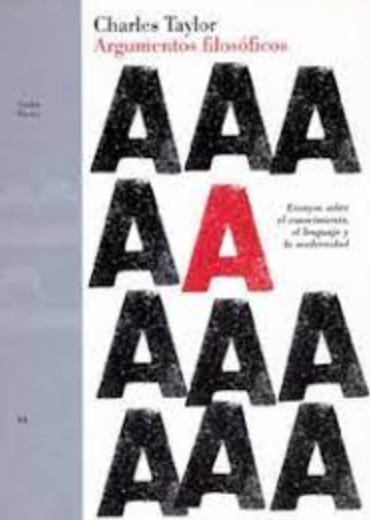 Charles Taylor
Argumentos filosóficos
A A A
Ensayos sobre
el conocimiento,
el lenguaje y
la modernidad
A A
A A A
A A A